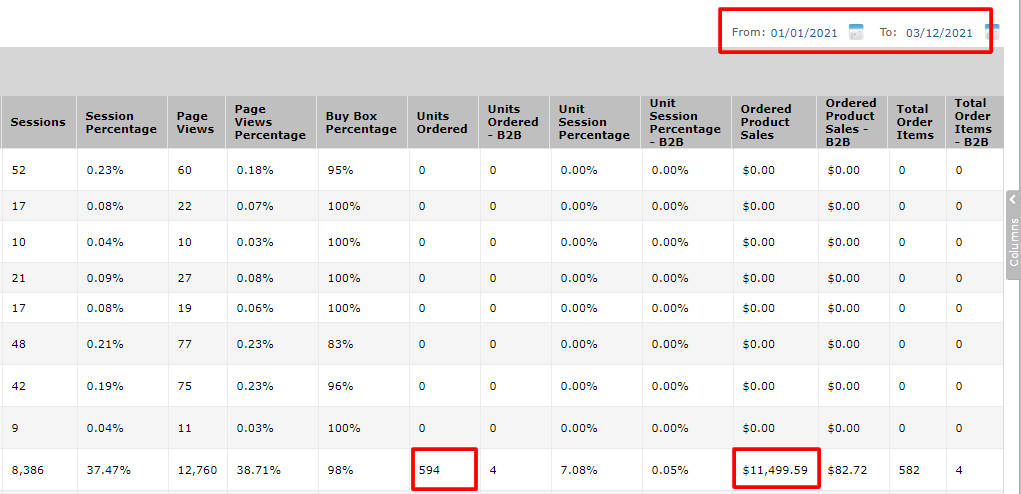 From: 01/01/2021 To: 03/12/2021
Sessions Session Percentage Page Views Page Views Percentage Buy Box Percentage Units Ordered Units Ordered - B2B Unit Session Percentage Unit Session Percentage - B2B Ordered Product Sales Ordered Product Sales - B2B Total Order Items Total Order Items - B2B
52 0.23% 60 0.18% 95% 0 0 0.00% 0.00% $0.00 $0.00 0 0
17 0.08% 22 0.07% 100% 0 0 0.00% 0.00% $0.00 $0.00 0 0
10 0.04% 10 0.03% 100% 0 0 0.00% 0.00% $0.00 $0.00 0 0
21 0.09% 27 0.08% 100% 0 0 0.00% 0.00% $0.00 $0.00 0 0
17 0.08% 19 0.06% 100% 0 0 0.00% 0.00% $0.00 $0.00 0 0
48 0.21% 77 0.23% 83% 0 0 0.00% 0.00% $0.00 $0.00 0 0
42 0.19% 75 0.23% 96% 0 0 0.00% 0.00% $0.00 $0.00 0 0
9 0.04% 11 0.03% 100% 0 0 0.00% 0.00% $0.00 $0.00 0 0
8,386 37.47% 12,760 38.71% 98% 594 4 7.08% 0.05% $11,499.59 $82.72 582 4
Columns